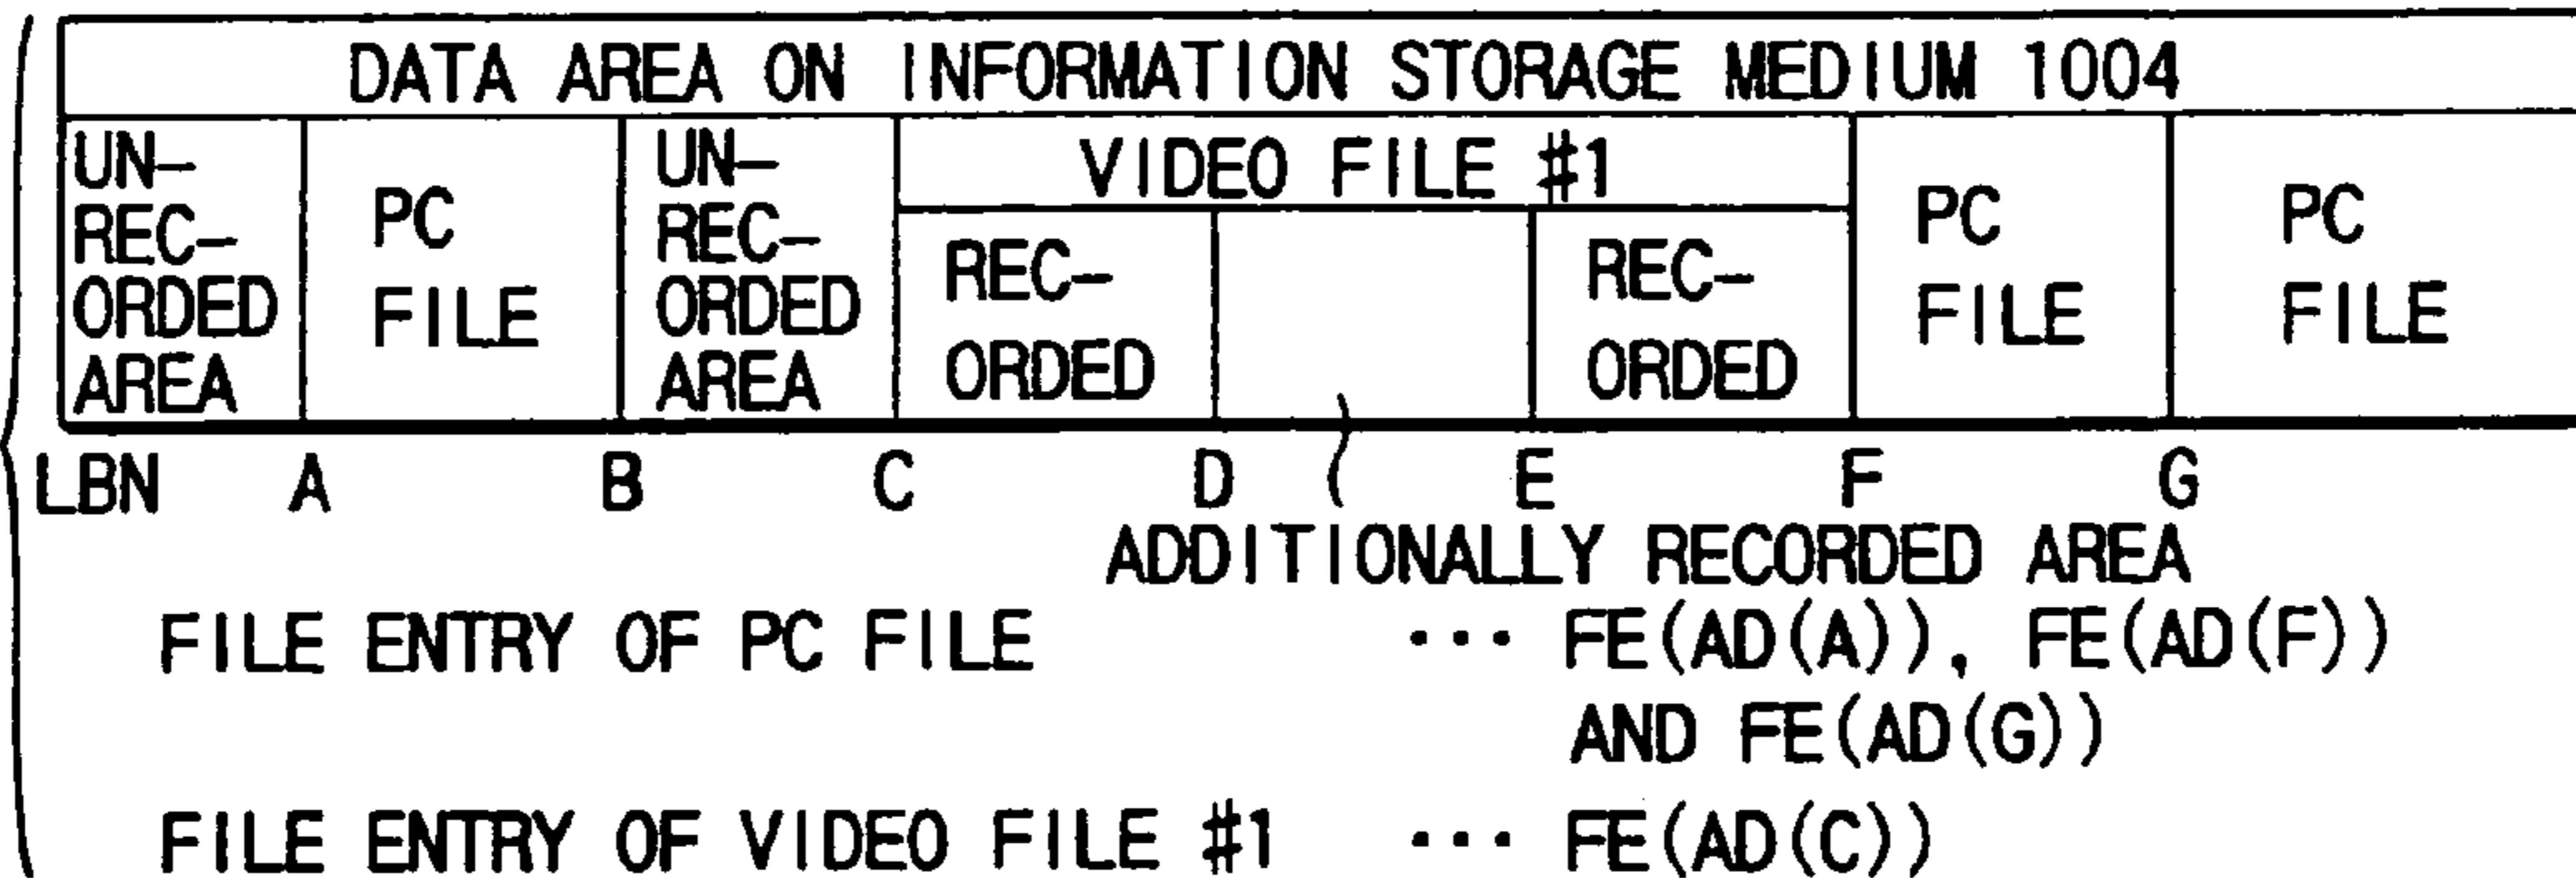 DATA AREA ON INFORMATION STORAGE MEDIUM 1004
UN-
REC-
ORDED
AREA
PC
FILE
UN-
REC-
ORDED
AREA
VIDEO FILE #1
REC-
ORDED
REC-
ORDED
PC
FILE
PC
FILE
LBN A B C D E F G
ADDITIONALLY RECORDED AREA
FILE ENTRY OF PC FILE ··· FE(AD(A)), FE(AD(F))
AND FE(AD(G))
FILE ENTRY OF VIDEO FILE #1 ··· FE(AD(C))